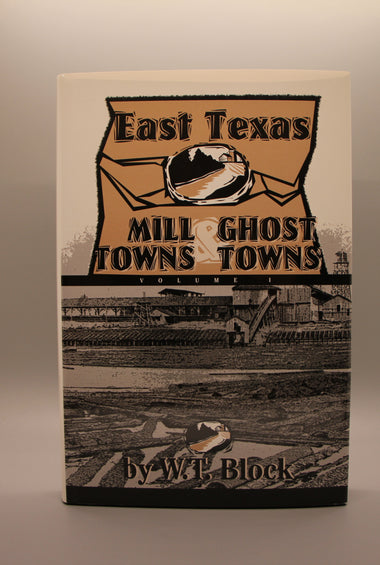 East Texas
MILL & GHOST
TOWNS TOWNS
VOLUME I
by W.T. Block